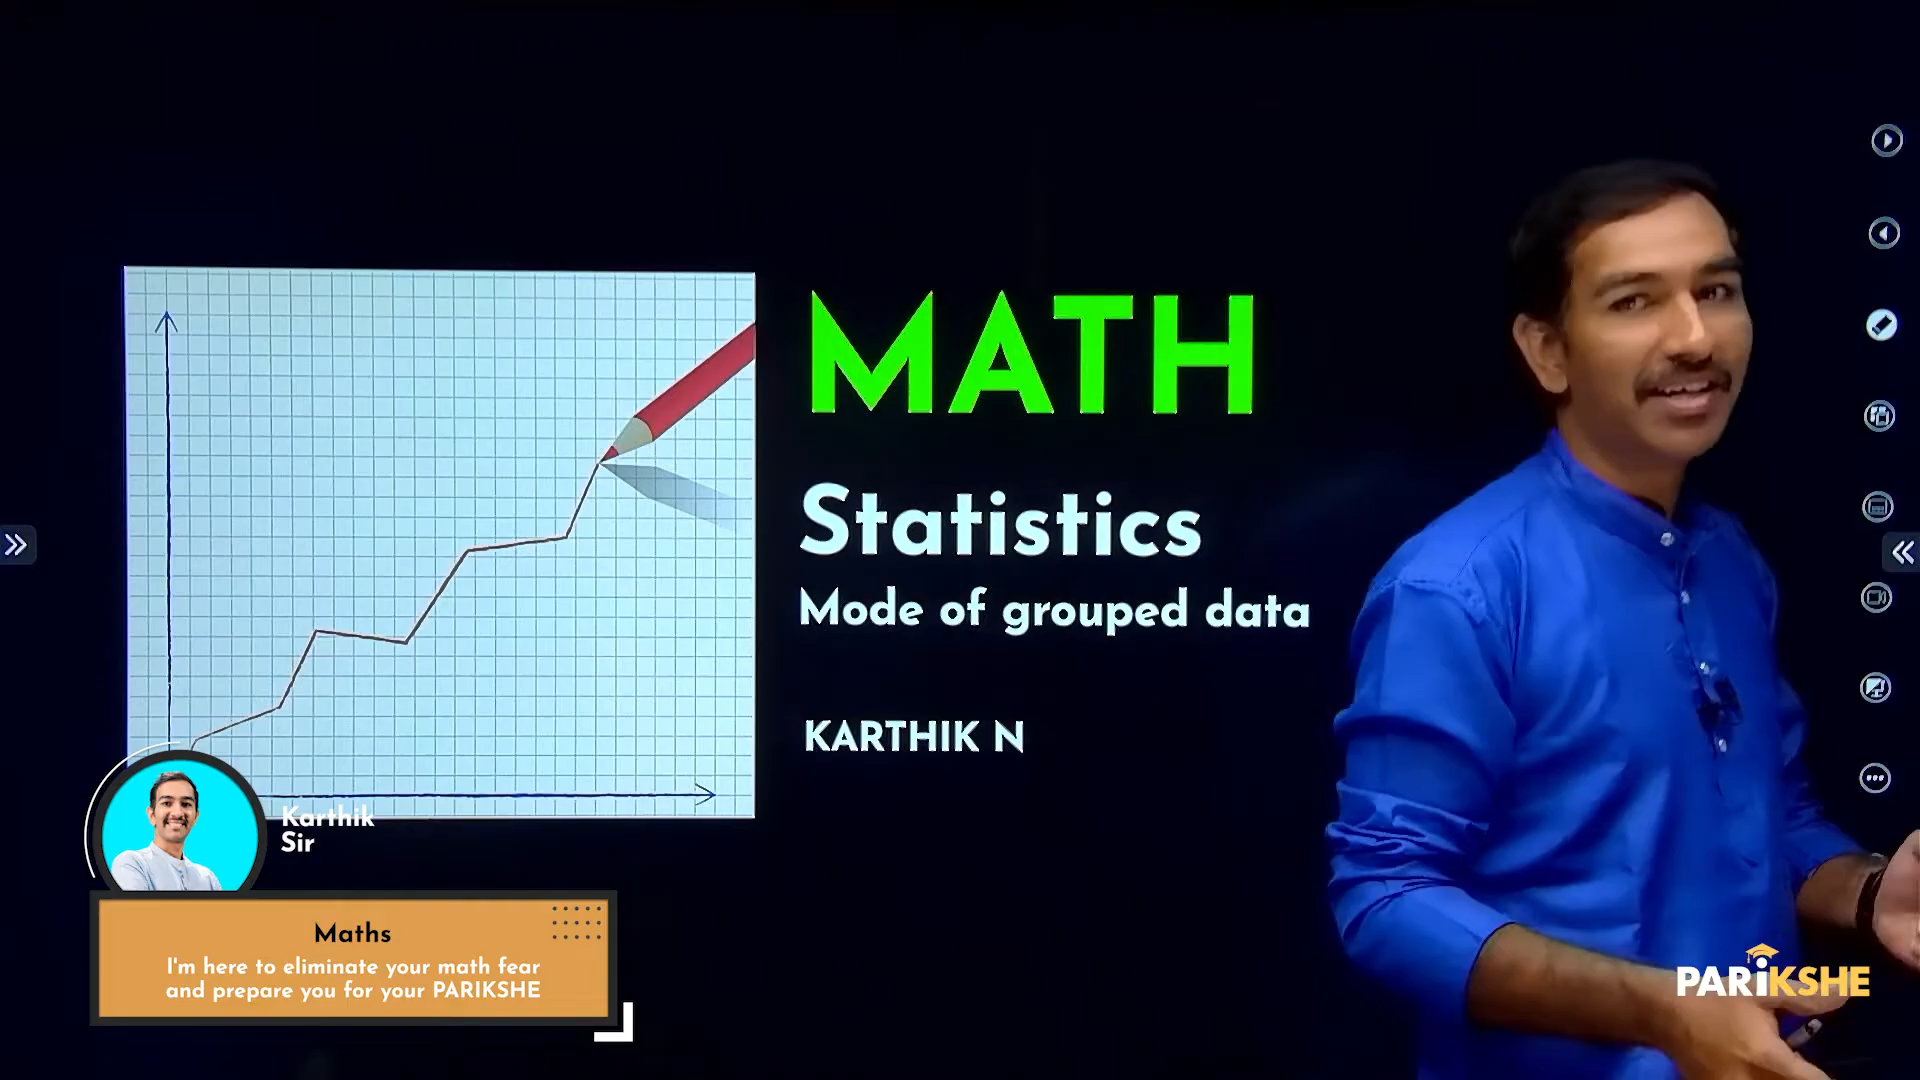 MATH
Statistics
Mode of grouped data
KARTHIK N
Karthik
Sir
Maths
I'm here to eliminate your math fear
and prepare you for your PARIKSHE
PARIKSHE